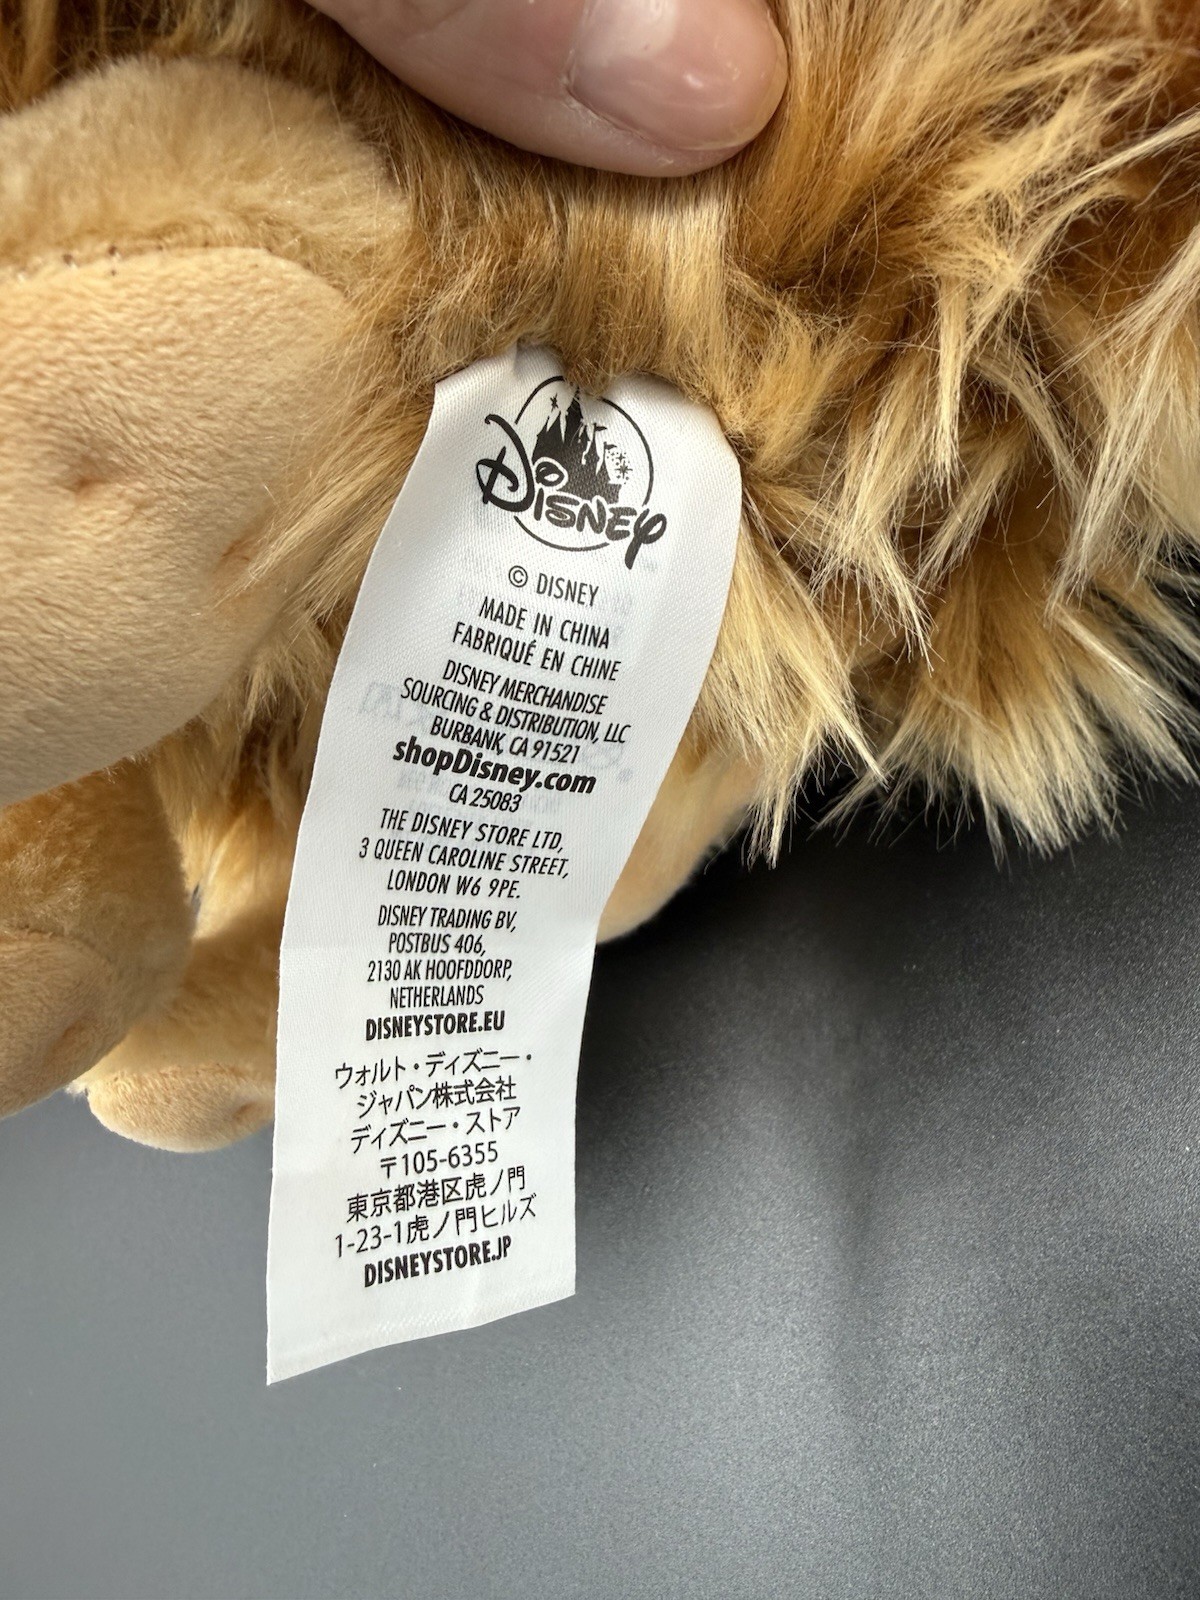 Disney
© DISNEY
MADE IN CHINA
FABRIQUÉ EN CHINE
DISNEY MERCHANDISE
SOURCING & DISTRIBUTION, LLC
BURBANK, CA 91521
shopDisney.com
CA 25083
THE DISNEY STORE LTD,
3 QUEEN CAROLINE STREET,
LONDON W6 9PE.
DISNEY TRADING BV,
POSTBUS 406,
2130 AK HOOFDDORP,
NETHERLANDS
DISNEYSTORE.EU
ウォルト・ディズニー・
ジャパン株式会社
ディズニー・ストア
〒105-6355
東京都港区虎ノ門
1-23-1虎ノ門ヒルズ
DISNEYSTORE.JP